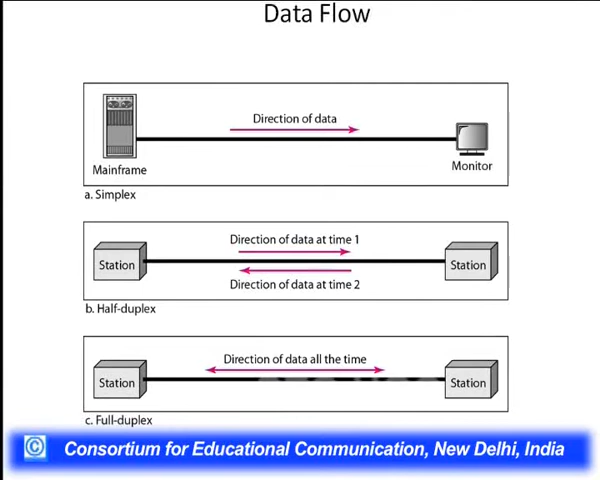 Data Flow
Direction of data
Mainframe
Monitor
a. Simplex
Direction of data at time 1
Station
Station
Direction of data at time 2
b. Half-duplex
Direction of data all the time
Station
Station
c. Full-duplex
© Consortium for Educational Communication, New Delhi, India